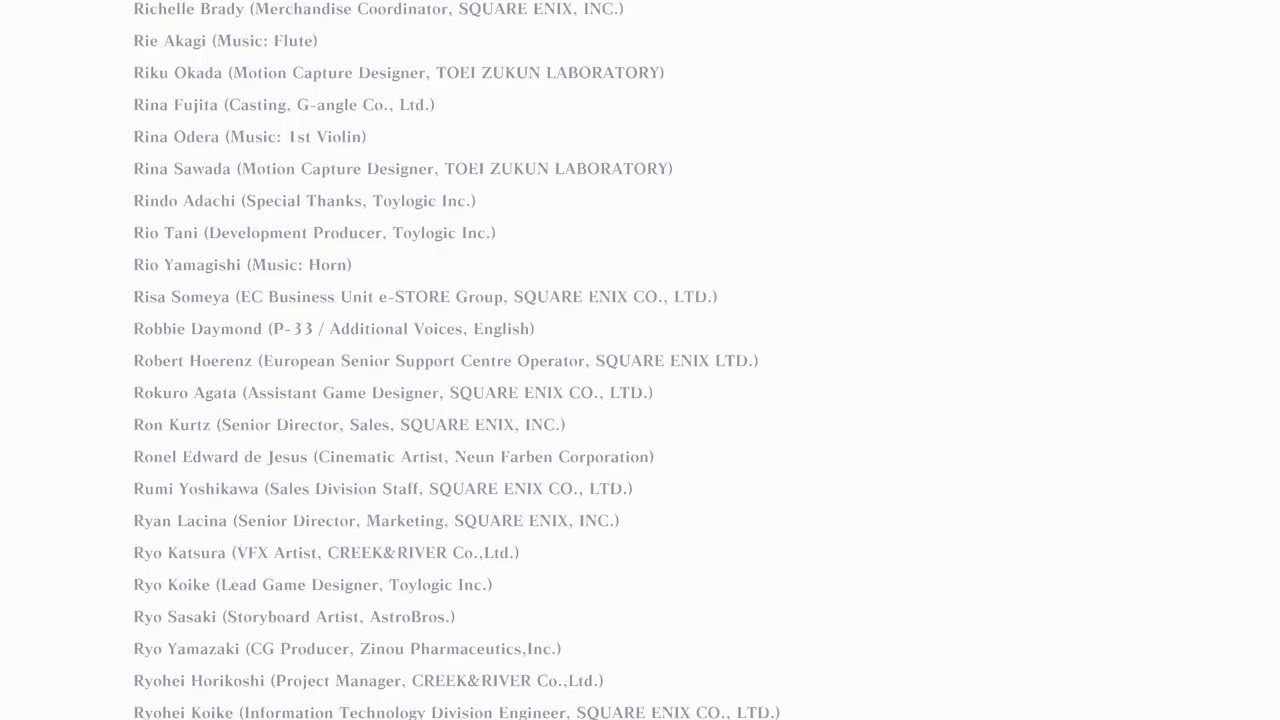 Richelle Brady (Merchandise Coordinator, SQUARE ENIX, INC.)
Rie Akagi (Music: Flute)
Riku Okada (Motion Capture Designer, TOEI ZUKUN LABORATORY)
Rina Fujita (Casting, G-angle Co., Ltd.)
Rina Odera (Music: 1st Violin)
Rina Sawada (Motion Capture Designer, TOEI ZUKUN LABORATORY)
Rindo Adachi (Special Thanks, Toylogic Inc.)
Rio Tani (Development Producer, Toylogic Inc.)
Rio Yamagishi (Music: Horn)
Risa Someya (EC Business Unit e-STORE Group, SQUARE ENIX CO., LTD.)
Robbie Daymond (P-33 / Additional Voices, English)
Robert Hoerenz (European Senior Support Centre Operator, SQUARE ENIX LTD.)
Rokuro Agata (Assistant Game Designer, SQUARE ENIX CO., LTD.)
Ron Kurtz (Senior Director, Sales, SQUARE ENIX, INC.)
Ronel Edward de Jesus (Cinematic Artist, Neun Farben Corporation)
Rumi Yoshikawa (Sales Division Staff, SQUARE ENIX CO., LTD.)
Ryan Lacina (Senior Director, Marketing, SQUARE ENIX, INC.)
Ryo Katsura (VFX Artist, CREEK&RIVER Co.,Ltd.)
Ryo Koike (Lead Game Designer, Toylogic Inc.)
Ryo Sasaki (Storyboard Artist, AstroBros.)
Ryo Yamazaki (CG Producer, Zinou Pharmaceutics,Inc.)
Ryohei Horikoshi (Project Manager, CREEK&RIVER Co.,Ltd.)
Ryohei Koike (Information Technology Division Engineer, SQUARE ENIX CO., LTD.)